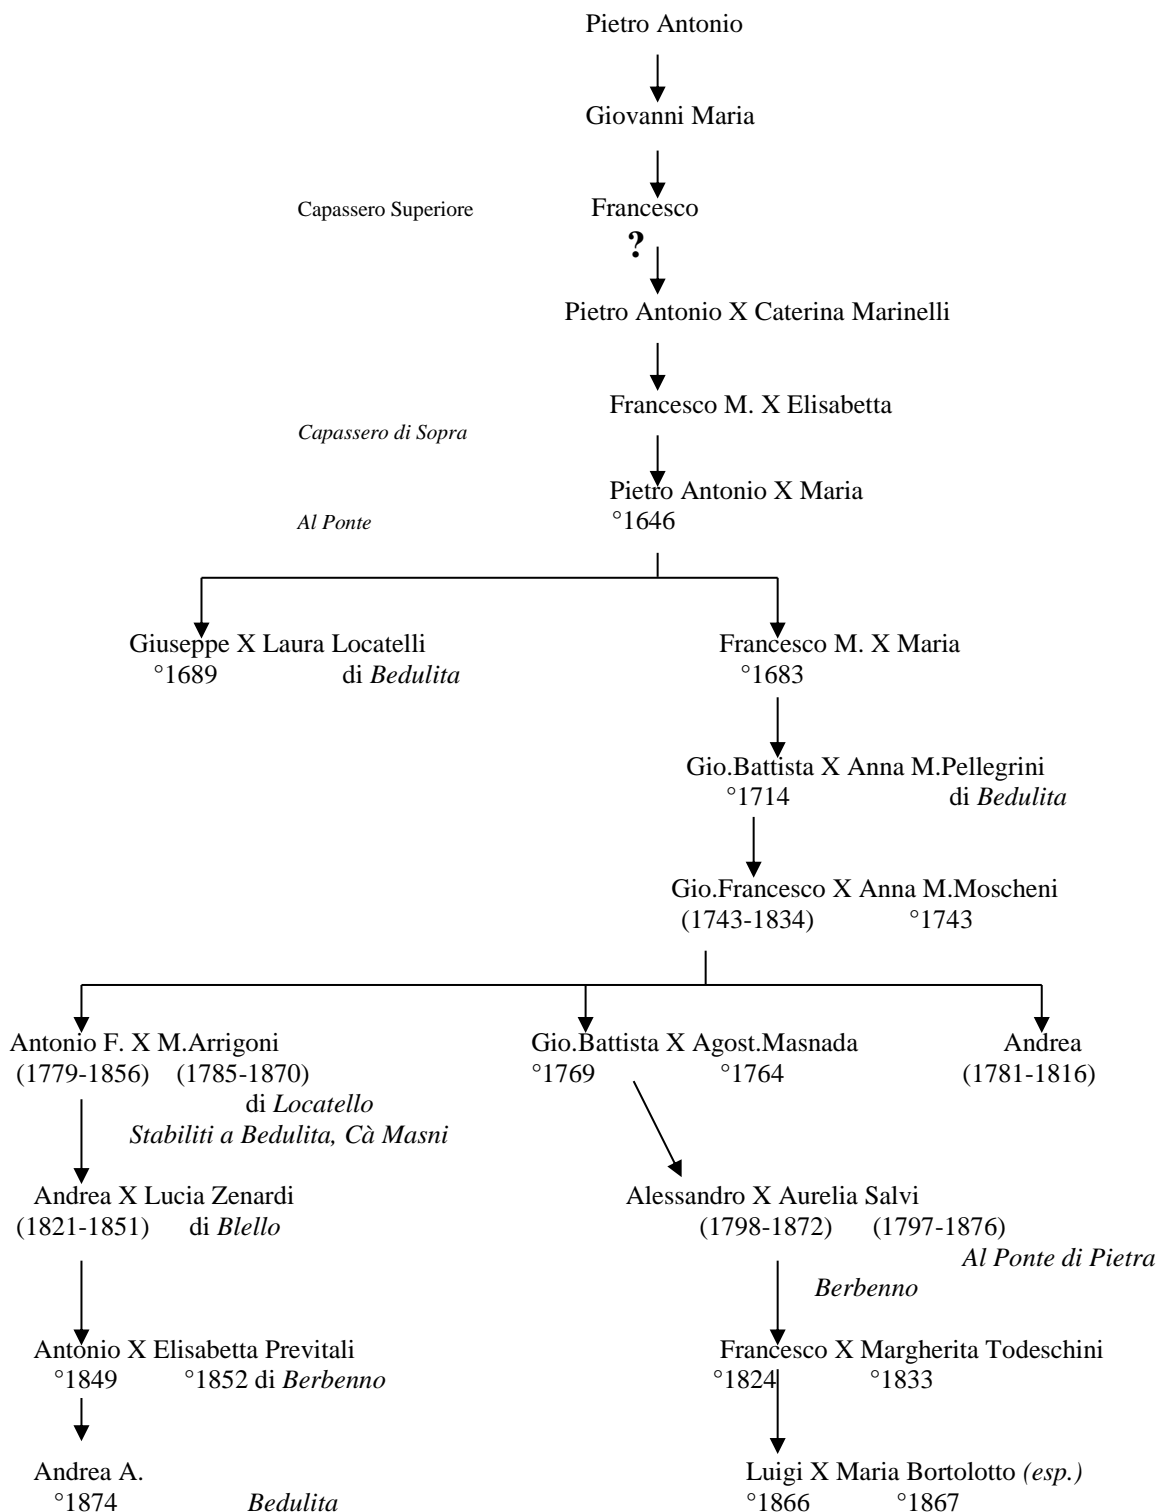 Pietro Antonio
Giovanni Maria
Capassero Superiore Francesco
?
Pietro Antonio X Caterina Marinelli
Francesco M. X Elisabetta
Capassero di Sopra
Pietro Antonio X Maria
Al Ponte °1646
Giuseppe X Laura Locatelli Francesco M. X Maria
°1689 di Bedulita °1683
Gio.Battista X Anna M.Pellegrini
°1714 di Bedulita
Gio.Francesco X Anna M.Moscheni
(1743-1834) °1743
Antonio F. X M.Arrigoni Gio.Battista X Agost.Masnada Andrea
(1779-1856) (1785-1870) °1769 °1764 (1781-1816)
di Locatello
Stabiliti a Bedulita, Cà Masni
Andrea X Lucia Zenardi Alessandro X Aurelia Salvi
(1821-1851) di Blello (1798-1872) (1797-1876)
Al Ponte di Pietra
Berbenno
Antonio X Elisabetta Previtali Francesco X Margherita Todeschini
°1849 °1852 di Berbenno °1824 °1833
Andrea A. Luigi X Maria Bortolotto (esp.)
°1874 Bedulita °1866 °1867